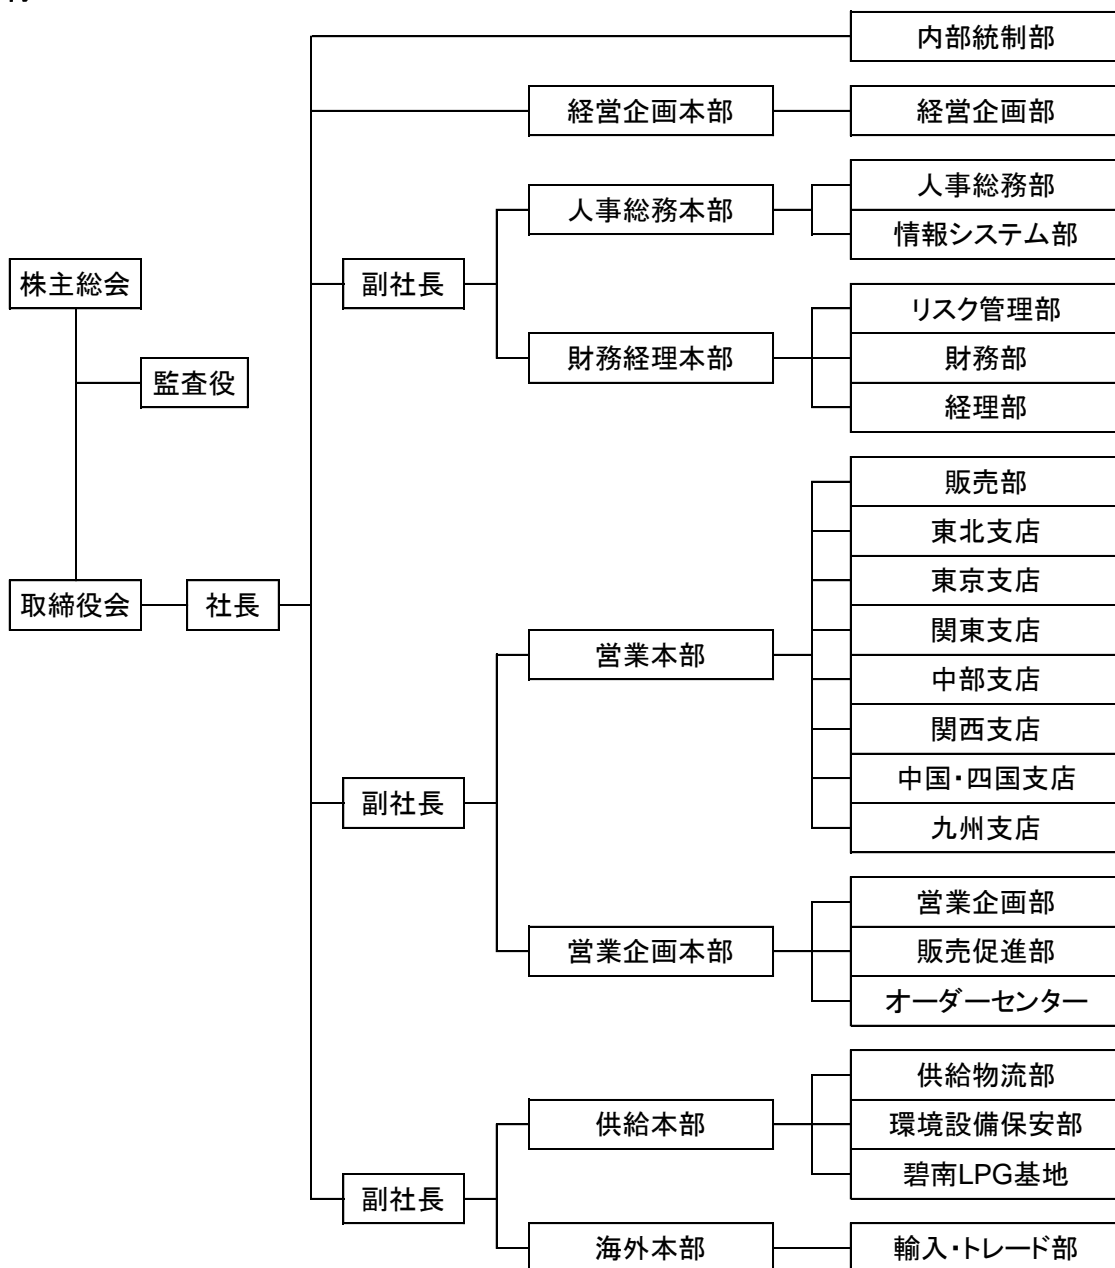 内部統制部
経営企画本部
経営企画部
人事総務本部
人事総務部
情報システム部
株主総会
副社長
監査役
財務経理本部
リスク管理部
財務部
経理部
取締役会
社長
営業本部
販売部
東北支店
東京支店
関東支店
中部支店
関西支店
中国・四国支店
九州支店
副社長
営業企画本部
営業企画部
販売促進部
オーダーセンター
副社長
供給本部
供給物流部
環境設備保安部
碧南LPG基地
海外本部
輸入・トレード部